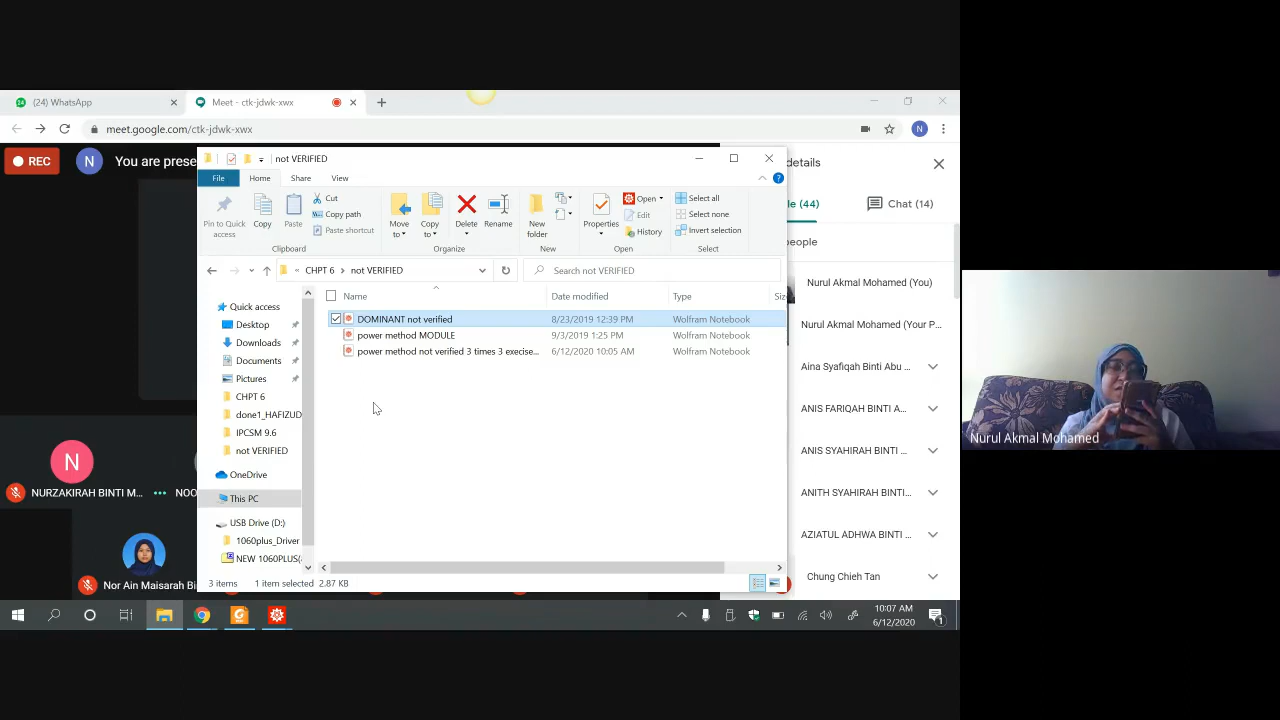 (24) WhatsApp
Meet - ctk-jdwk-xwx
meet.google.com/ctk-jdwk-xwx
N
REC
N
You are prese
not VERIFIED
File
Home
Share
View
Pin to Quick access
Copy
Paste
Cut
Copy path
Paste shortcut
Clipboard
Move to
Copy to
Delete
Rename
Organize
New folder
New
Properties
Open
Edit
History
Open
Select all
Select none
Invert selection
Select
« CHPT 6 > not VERIFIED
Search not VERIFIED
Quick access
Desktop
Downloads
Documents
Pictures
CHPT 6
done1_HAFIZUD
IPCSM 9.6
not VERIFIED
OneDrive
This PC
USB Drive (D:)
1060plus_Driver
NEW 1060PLUS(
Name
Date modified
Type
Siz
DOMINANT not verified
8/23/2019 12:39 PM
Wolfram Notebook
power method MODULE
9/3/2019 1:25 PM
Wolfram Notebook
power method not verified 3 times 3 execise...
6/12/2020 10:05 AM
Wolfram Notebook
3 items
1 item selected 2.87 KB
details
le (44)
Chat (14)
people
Nurul Akmal Mohamed (You)
Nurul Akmal Mohamed (Your P...
Aina Syafiqah Binti Abu ...
ANIS FARIQAH BINTI A...
ANIS SYAHIRAH BINTI ...
ANITH SYAHIRAH BINTI...
AZIATUL ADHWA BINTI ...
Chung Chieh Tan
N
NURZAKIRAH BINTI M...
NOO
Nor Ain Maisarah Bin
10:07 AM
6/12/2020
1
Nurul Akmal Mohamed